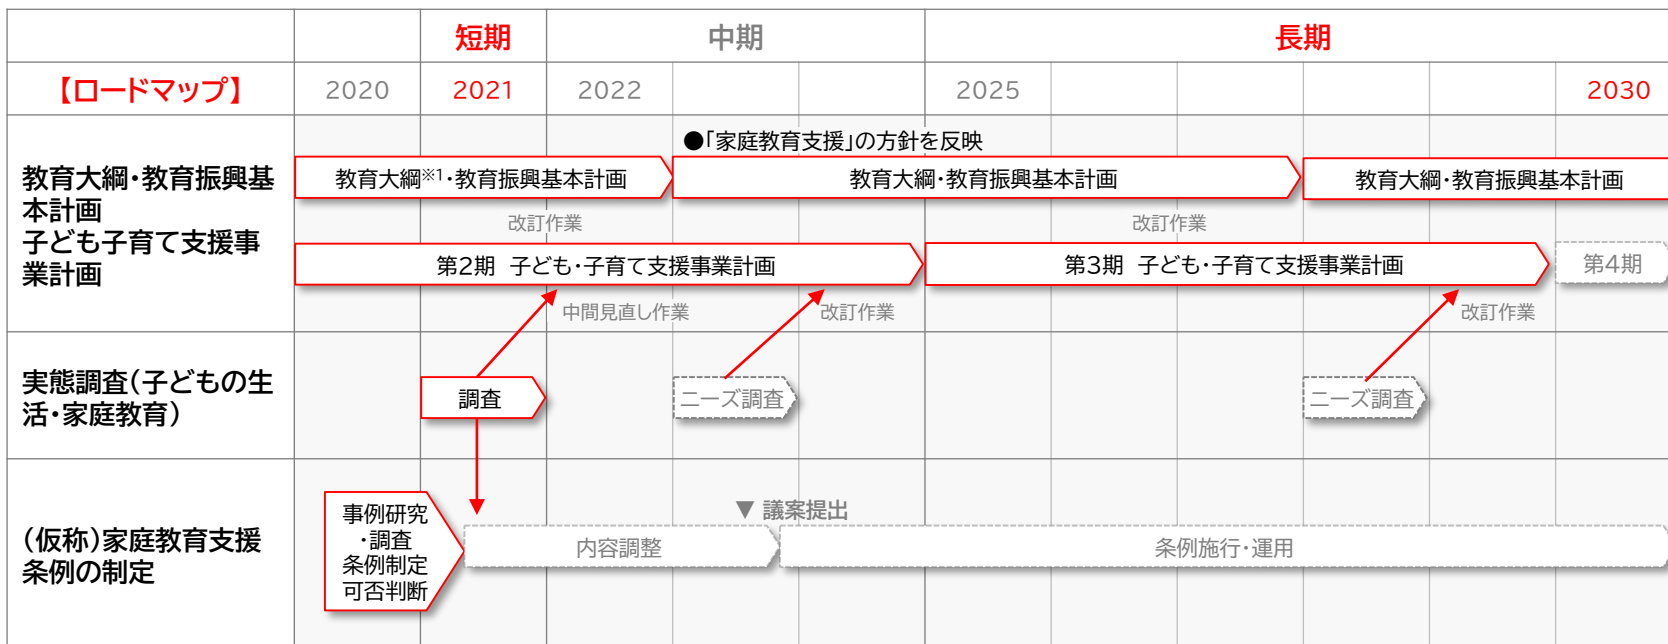 短期
中期
長期
【ロードマップ】
2020
2021
2022
2025
2030
教育大綱・教育振興基
本計画
子ども子育て支援事
業計画
●「家庭教育支援」の方針を反映
教育大綱※1・教育振興基本計画
教育大綱・教育振興基本計画
教育大綱・教育振興基本計画
改訂作業
改訂作業
第2期 子ども・子育て支援事業計画
第3期 子ども・子育て支援事業計画
第4期
中間見直し作業
改訂作業
改訂作業
実態調査(子どもの生
活・家庭教育)
調査
ニーズ調査
ニーズ調査
(仮称)家庭教育支援
条例の制定
事例研究
・調査
条例制定
可否判断
▼ 議案提出
内容調整
条例施行・運用